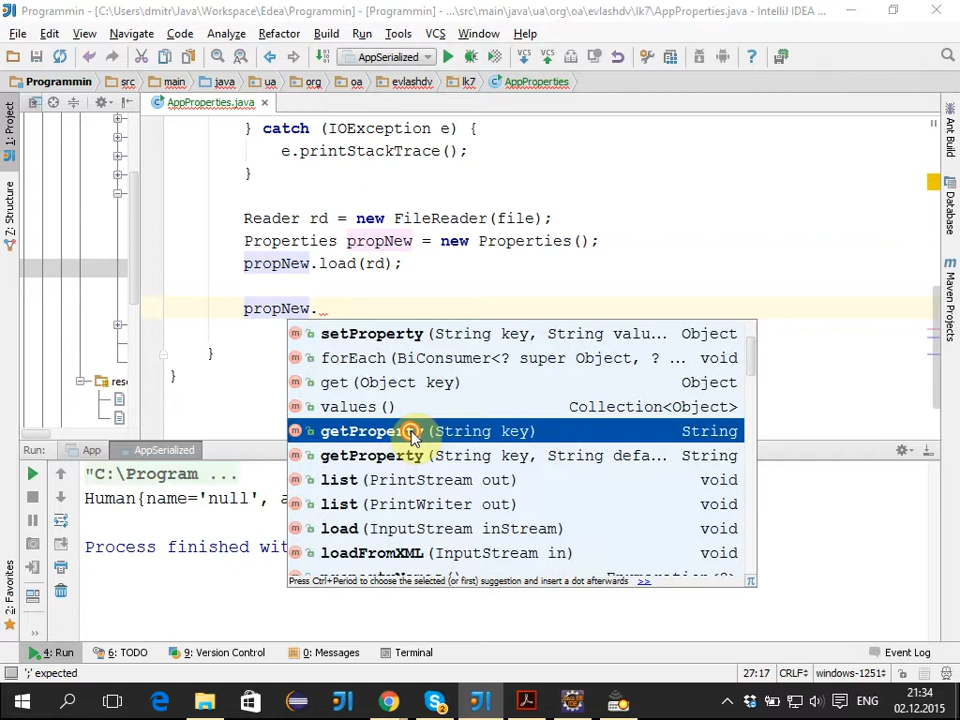 Programmin - [C:\Users\dmitr\Java\Workspace\Edea\Programmin] - [Programmin] - ...\src\main\java\ua\org\oa\evlashdv\lk7\AppProperties.java - IntelliJ IDEA ...
File Edit View Navigate Code Analyze Refactor Build Run Tools VCS Window Help
AppSerialized
Programmin src main java ua org oa evlashdv lk7 AppProperties
AppProperties.java
1: Project
Z: Structure
2: Favorites
Ant Build
Database
Maven Projects
} catch (IOException e) {
e.printStackTrace();
}
Reader rd = new FileReader(file);
Properties propNew = new Properties();
propNew.load(rd);
propNew.
}
}
setProperty(String key, String valu... Object
forEach(BiConsumer<? super Object, ? ... void
get(Object key) Object
values() Collection<Object>
getProperty(String key) String
getProperty(String key, String defa... String
list(PrintStream out) void
list(PrintWriter out) void
load(InputStream inStream) void
loadFromXML(InputStream in) void
Press Ctrl+Period to choose the selected (or first) suggestion and insert a dot afterwards >>
Run: App AppSerialized
"C:\Program ...
Human{name='null', a
Process finished wit
4: Run 6: TODO 9: Version Control 0: Messages Terminal Event Log
';' expected 27:17 CRLF windows-1251
ENG 21:34
02.12.2015